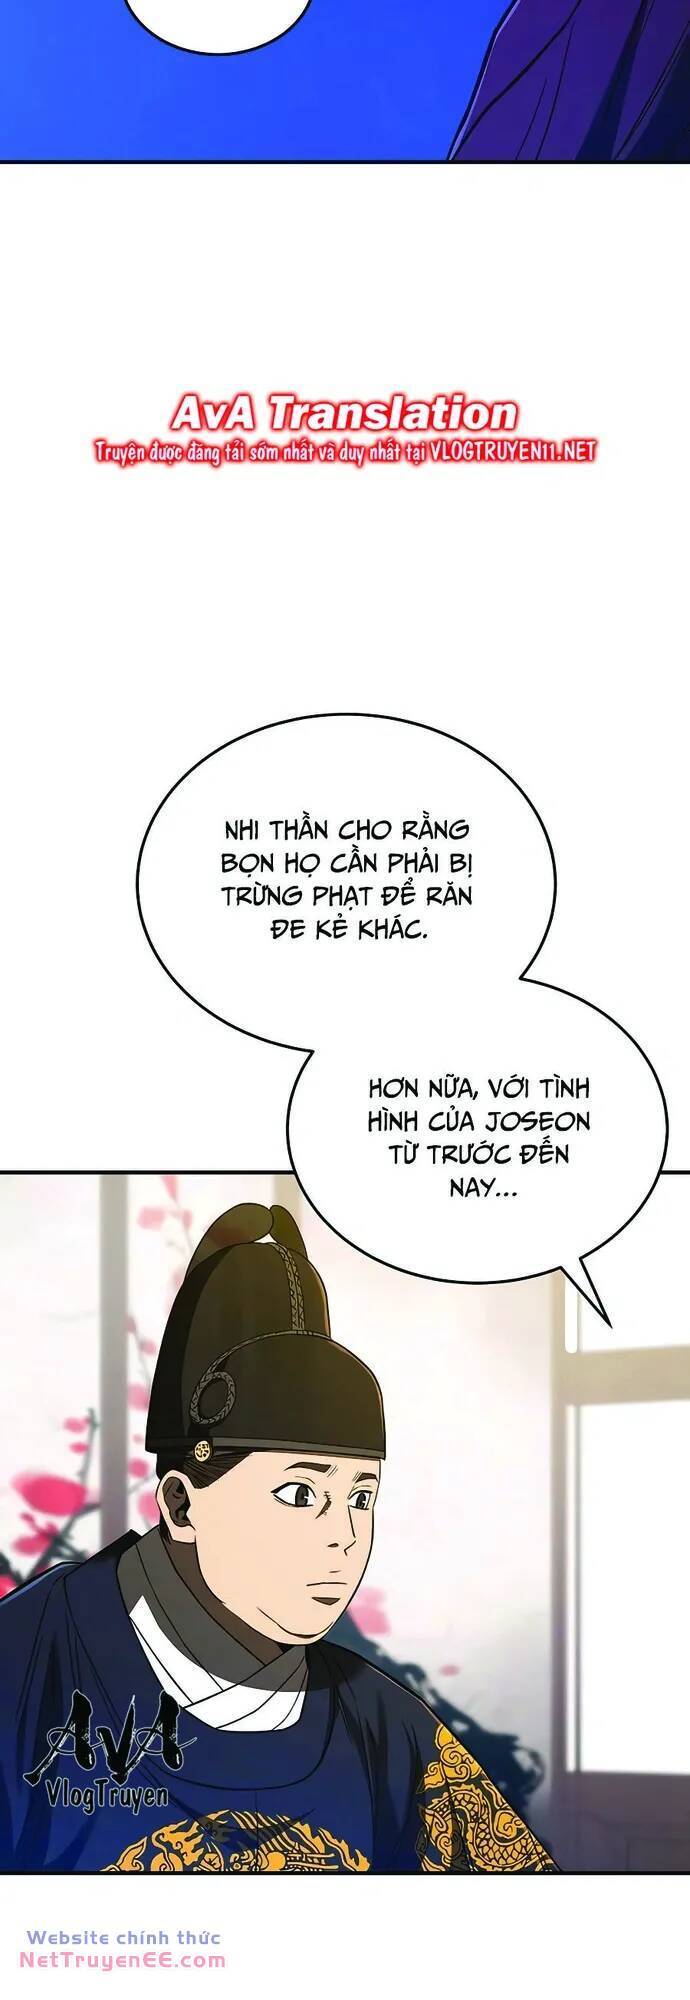 AvA Translation
Truyện được đăng tải sớm nhất và duy nhất tại VLOGTRUYEN11.NET
NHI THẦN CHO RẰNG
BỌN HỌ CẦN PHẢI BỊ
TRỪNG PHẠT ĐỂ RĂN
ĐE KẺ KHÁC.
HƠN NỮA, VỚI TÌNH
HÌNH CỦA JOSEON
TỪ TRƯỚC ĐẾN
NAY...
AVA
VlogTruyen
Website chính thức
NetTruyenEE.com